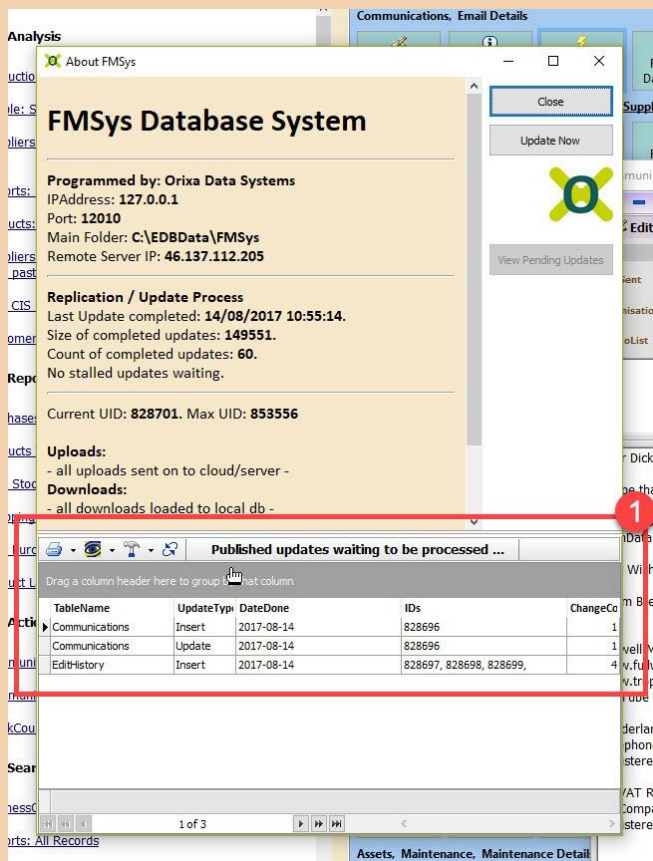 Communications, Email Details
Analysis
About FMSys
Close
Update Now
View Pending Updates
FMSys Database System
Programmed by: Orixa Data Systems
IPAddress: 127.0.0.1
Port: 12010
Main Folder: C:\EDBData\FMSys
Remote Server IP: 46.137.112.205
Replication / Update Process
Last Update completed: 14/08/2017 10:55:14.
Size of completed updates: 149551.
Count of completed updates: 60.
No stalled updates waiting.
Current UID: 828701. Max UID: 853556
Uploads:
- all uploads sent on to cloud/server -
Downloads:
- all downloads loaded to local db -
1
Published updates waiting to be processed ...
Drag a column header here to group by that column
TableName UpdateTyp DateDone IDs ChangeCo
Communications Insert 2017-08-14 828696 1
Communications Update 2017-08-14 828696 1
EditHistory Insert 2017-08-14 828697, 828698, 828699, 4
1 of 3
orts: All Records
Assets, Maintenance, Maintenance Detail